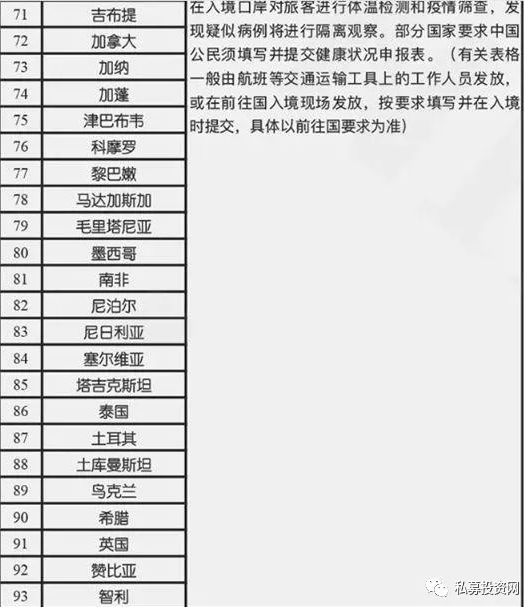 71 吉布提
72 加拿大
73 加纳
74 加蓬
75 津巴布韦
76 科摩罗
77 黎巴嫩
78 马达加斯加
79 毛里塔尼亚
80 墨西哥
81 南非
82 尼泊尔
83 尼日利亚
84 塞尔维亚
85 塔吉克斯坦
86 泰国
87 土耳其
88 土库曼斯坦
89 乌克兰
90 希腊
91 英国
92 赞比亚
93 智利
在入境口岸对旅客进行体温检测和疫情筛查，发
现疑似病例将进行隔离观察。部分国家要求中国
公民须填写并提交健康状况申报表。（有关表格
一般由航班等交通运输工具上的工作人员发放，
或在前往国入境现场发放，按要求填写并在入境
时提交，具体以前往国要求为准）
私募投资网